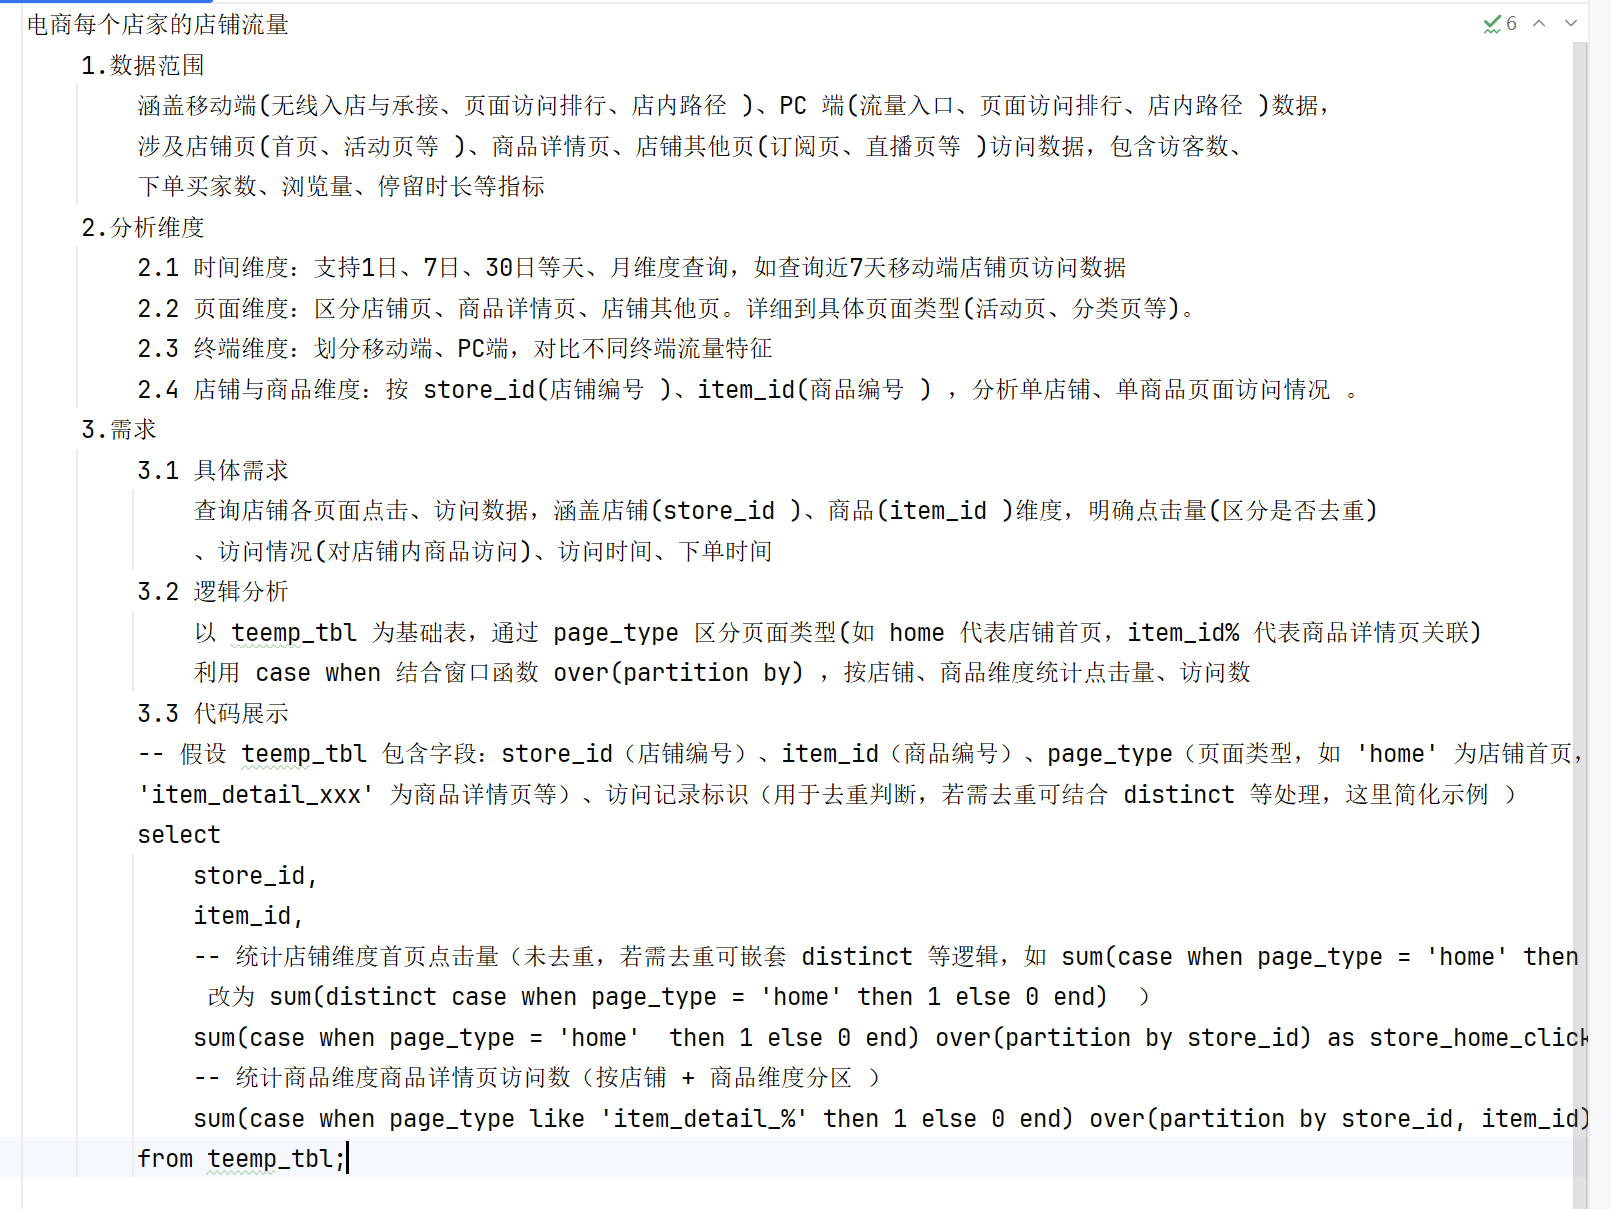 电商每个店家的店铺流量
6
1.数据范围
涵盖移动端(无线入店与承接、页面访问排行、店内路径 )、PC 端(流量入口、页面访问排行、店内路径 )数据，
涉及店铺页(首页、活动页等 )、商品详情页、店铺其他页(订阅页、直播页等 )访问数据，包含访客数、
下单买家数、浏览量、停留时长等指标
2.分析维度
2.1 时间维度：支持1日、7日、30日等天、月维度查询，如查询近7天移动端店铺页访问数据
2.2 页面维度：区分店铺页、商品详情页、店铺其他页。详细到具体页面类型(活动页、分类页等)。
2.3 终端维度：划分移动端、PC端，对比不同终端流量特征
2.4 店铺与商品维度：按 store_id(店铺编号 )、item_id(商品编号 ) ，分析单店铺、单商品页面访问情况 。
3.需求
3.1 具体需求
查询店铺各页面点击、访问数据，涵盖店铺(store_id )、商品(item_id )维度，明确点击量(区分是否去重)
、访问情况(对店铺内商品访问)、访问时间、下单时间
3.2 逻辑分析
以 teemp_tbl 为基础表，通过 page_type 区分页面类型(如 home 代表店铺首页，item_id% 代表商品详情页关联)
利用 case when 结合窗口函数 over(partition by) ，按店铺、商品维度统计点击量、访问数
3.3 代码展示
-- 假设 teemp_tbl 包含字段：store_id（店铺编号）、item_id（商品编号）、page_type（页面类型，如 'home' 为店铺首页，
'item_detail_xxx' 为商品详情页等）、访问记录标识（用于去重判断，若需去重可结合 distinct 等处理，这里简化示例 ）
select
store_id,
item_id,
-- 统计店铺维度首页点击量（未去重，若需去重可嵌套 distinct 等逻辑，如 sum(case when page_type = 'home' then
改为 sum(distinct case when page_type = 'home' then 1 else 0 end)  ）
sum(case when page_type = 'home'  then 1 else 0 end) over(partition by store_id) as store_home_click
-- 统计商品维度商品详情页访问数（按店铺 + 商品维度分区 ）
sum(case when page_type like 'item_detail_%' then 1 else 0 end) over(partition by store_id, item_id)
from teemp_tbl;